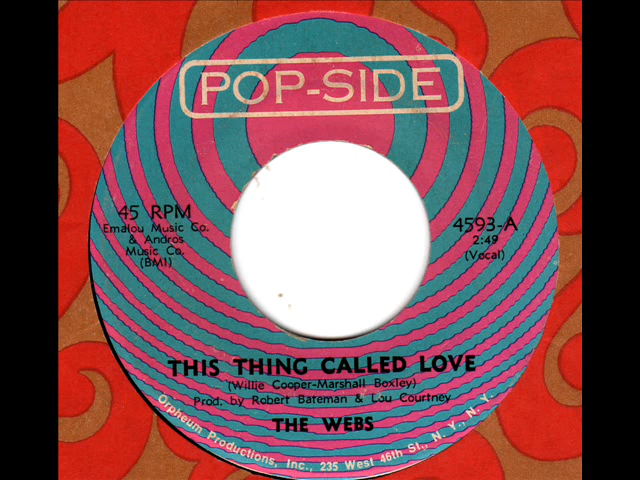 POP-SIDE
45 RPM
Emalou Music Co.
& Andros
Music Co.
(BMI)
4593-A
2:49
(Vocal)
THIS THING CALLED LOVE
(Willie Cooper-Marshall Boxley)
Prod. by Robert Bateman & Lou Courtney
THE WEBS
Orpheum Productions, Inc., 235 West 46th St., N.Y., N.Y.